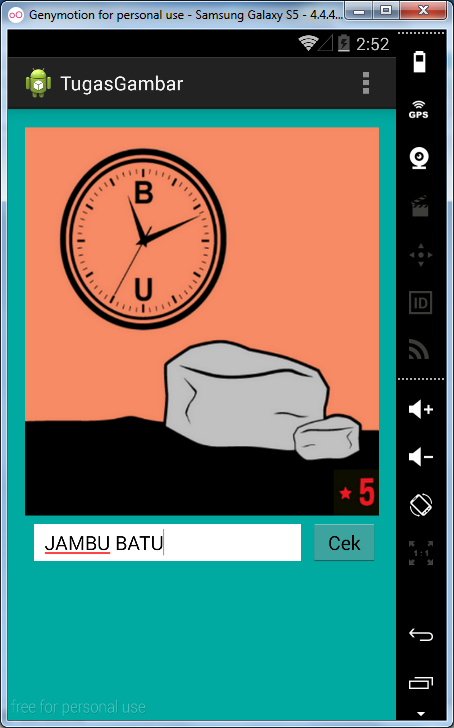 Genymotion for personal use - Samsung Galaxy S5 - 4.4.4...
2:52
TugasGambar
GPS
B
U
ID
5
JAMBU BATU
Cek
1:1
free for personal use